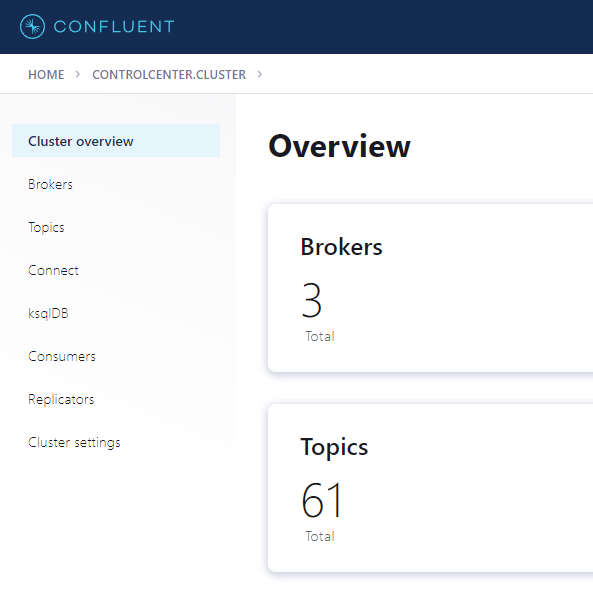 CONFLUENT
HOME > CONTROLCENTER.CLUSTER >
Cluster overview
Brokers
Topics
Connect
ksqlDB
Consumers
Replicators
Cluster settings
Overview
Brokers
3
Total
Topics
61
Total